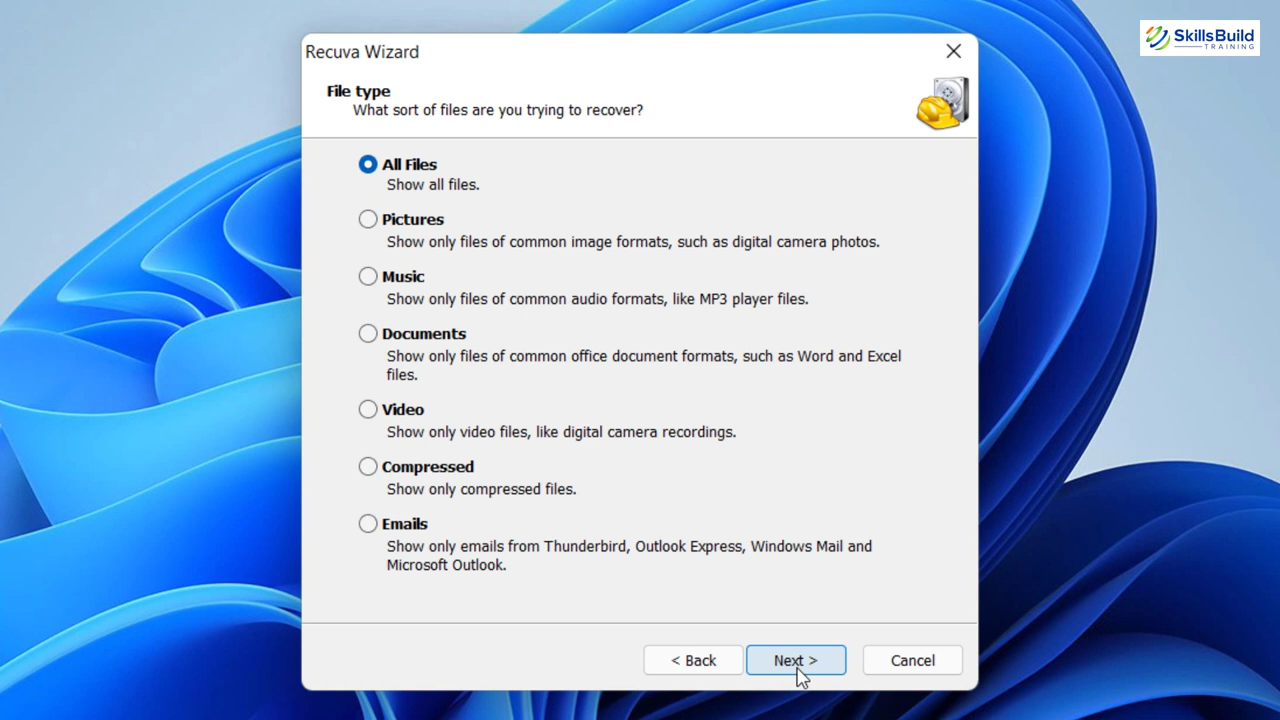 SkillsBuild
TRAINING
Recuva Wizard
File type
What sort of files are you trying to recover?
All Files
Show all files.
Pictures
Show only files of common image formats, such as digital camera photos.
Music
Show only files of common audio formats, like MP3 player files.
Documents
Show only files of common office document formats, such as Word and Excel
files.
Video
Show only video files, like digital camera recordings.
Compressed
Show only compressed files.
Emails
Show only emails from Thunderbird, Outlook Express, Windows Mail and
Microsoft Outlook.
< Back
Next >
Cancel